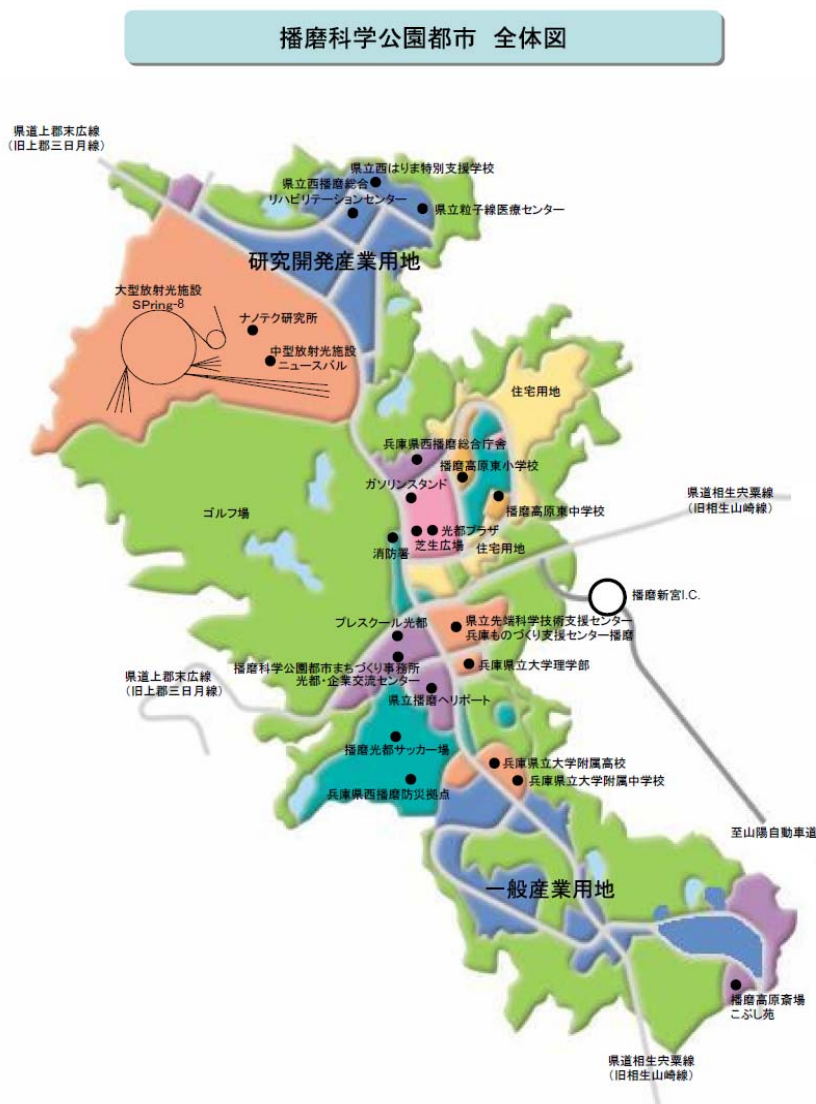 播磨科学公園都市 全体図
県道上郡末広線
(旧上郡三日月線)
県立西はりま特別支援学校
県立西播磨総合
リハビリテーションセンター
県立粒子線医療センター
研究開発産業用地
大型放射光施設
SPring-8
ナノテク研究所
中型放射光施設
ニュースバル
住宅用地
兵庫県西播磨総合庁舎
播磨高原東小学校
ガソリンスタンド
県道相生宍粟線
(旧相生山崎線)
播磨高原東中学校
ゴルフ場
光都プラザ
芝生広場
消防署
住宅用地
播磨新宮I.C.
プレスクール光都
県立先端科学技術支援センター
兵庫ものづくり支援センター播磨
播磨科学公園都市まちづくり事務所
光都・企業交流センター
兵庫県立大学理学部
県道上郡末広線
(旧上郡三日月線)
県立播磨ヘリポート
播磨光都サッカー場
兵庫県立大学附属高校
兵庫県立大学附属中学校
兵庫県西播磨防災拠点
至山陽自動車道
一般産業用地
播磨高原斎場
こぶし苑
県道相生宍粟線
(旧相生山崎線)